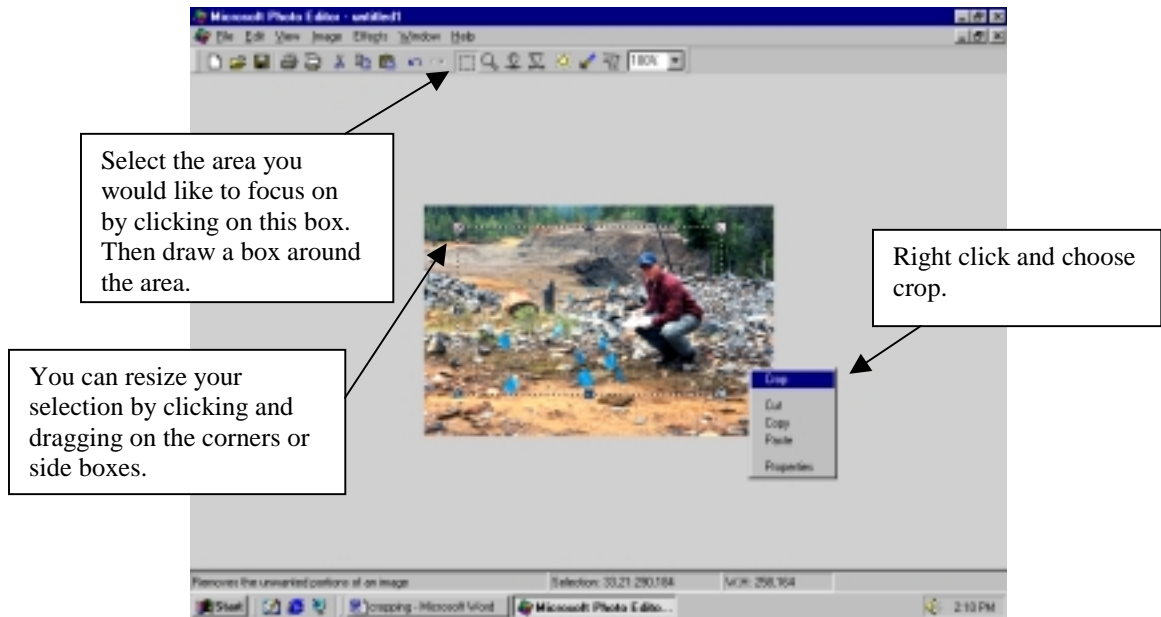 Microsoft Photo Editor - untitled1
File Edit View Image Effects Window Help
100%
Select the area you
would like to focus on
by clicking on this box.
Then draw a box around
the area.
Right click and choose
crop.
You can resize your
selection by clicking and
dragging on the corners or
side boxes.
Crop
Cut
Copy
Paste
Properties
Removes the unwanted portions of an image
Selection: 33,21:290,184
W:H: 258,164
Start
cropping - Microsoft Word
Microsoft Photo Edito...
2:10 PM